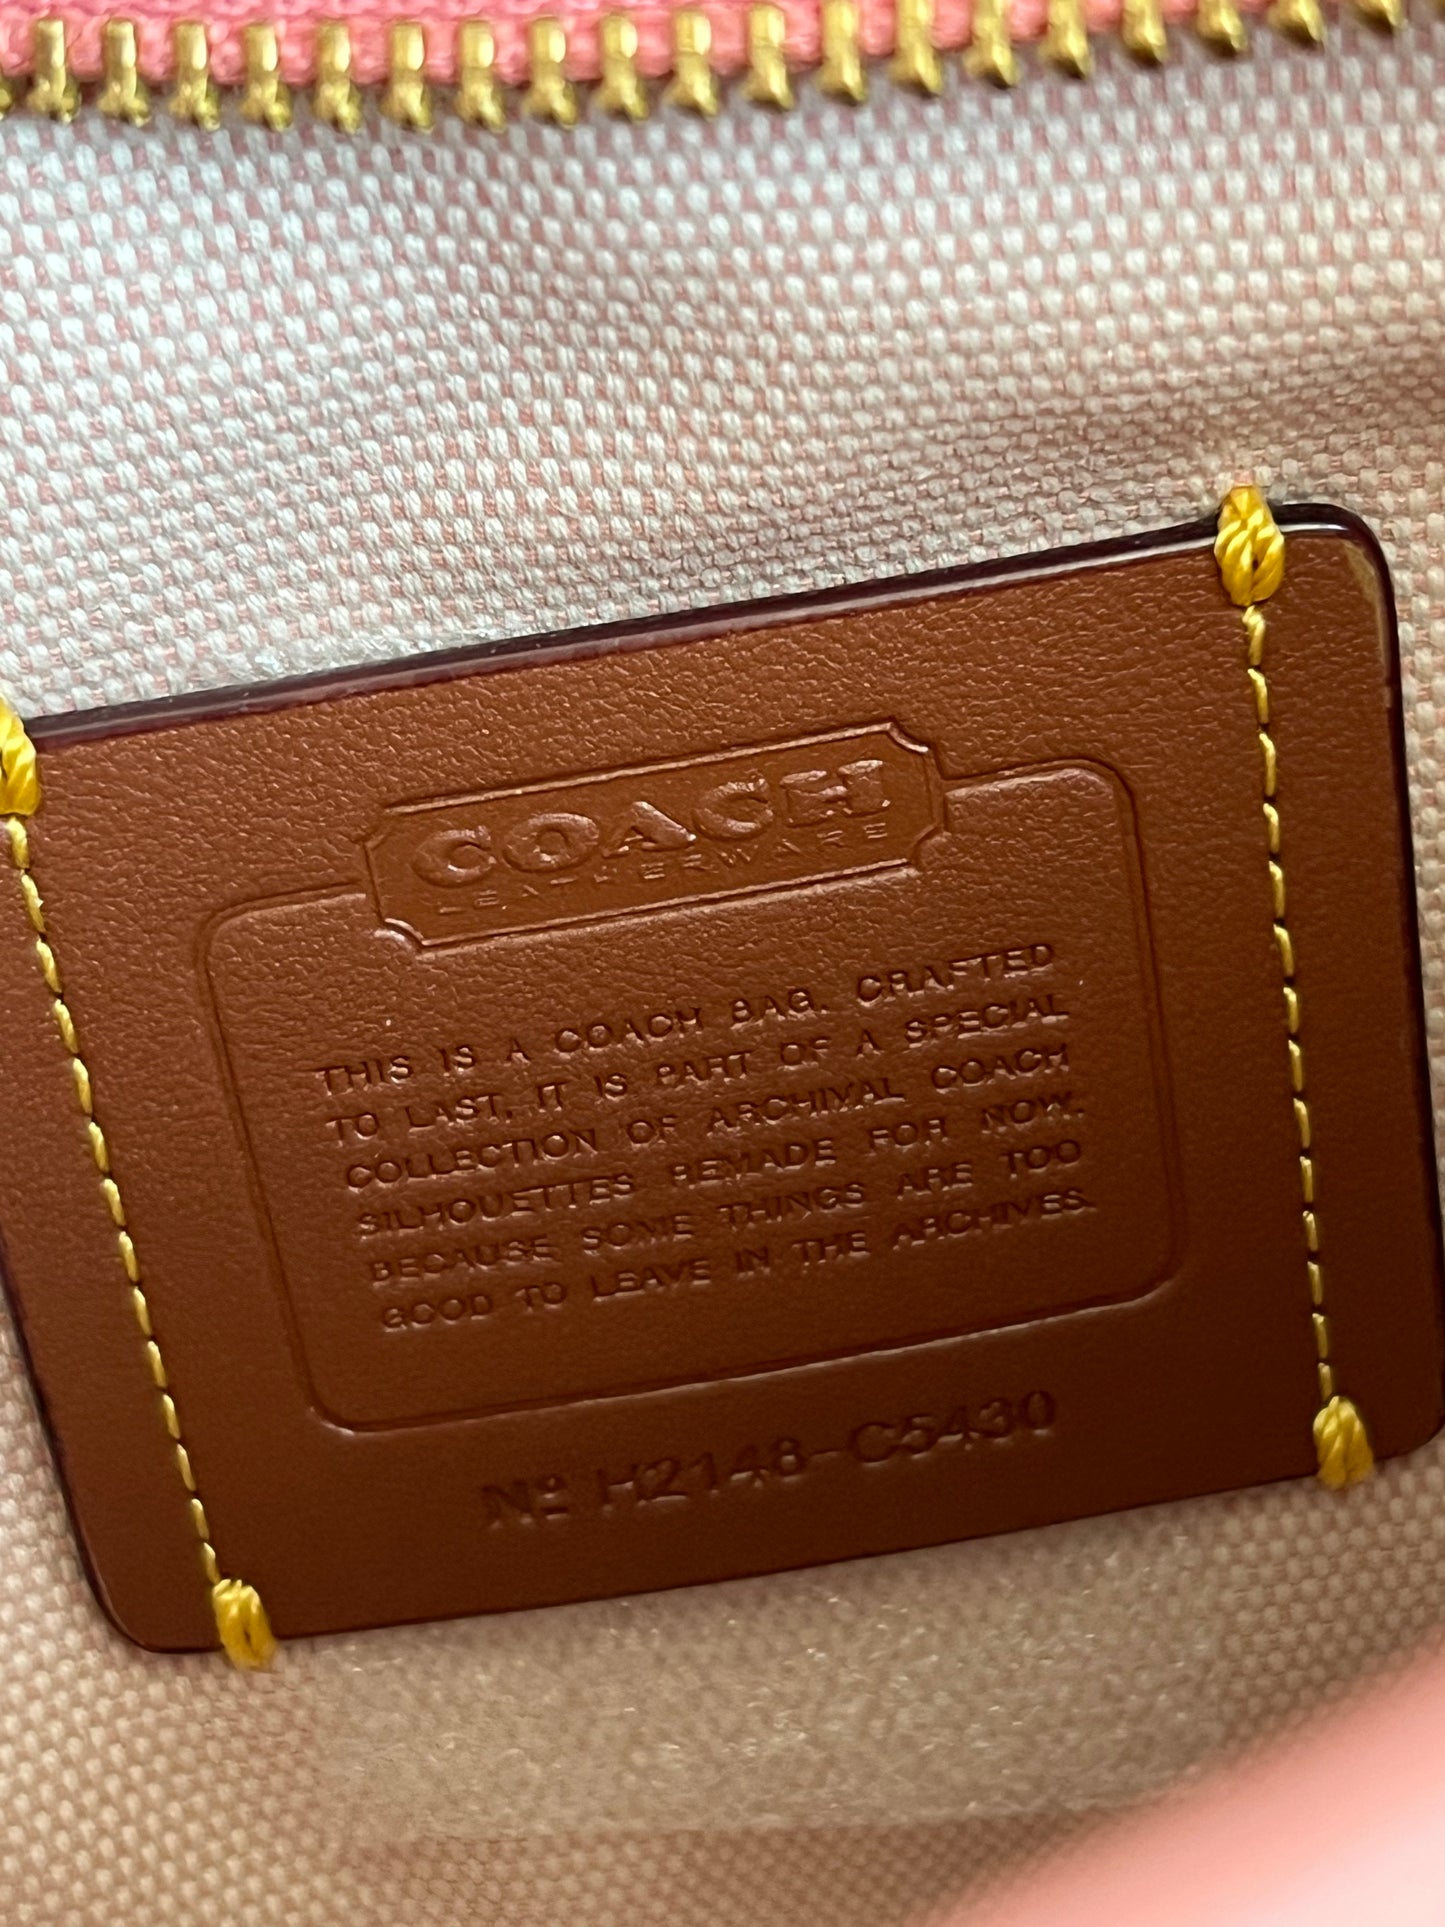 COACH
LEATHERWARE
THIS IS A COACH BAG. CRAFTED
TO LAST, IT IS PART OF A SPECIAL
COLLECTION OF ARCHIVAL COACH
SILHOUETTES REMADE FOR NOW.
BECAUSE SOME THINGS ARE TOO
GOOD TO LEAVE IN THE ARCHIVES.
Nº H2148-C5430